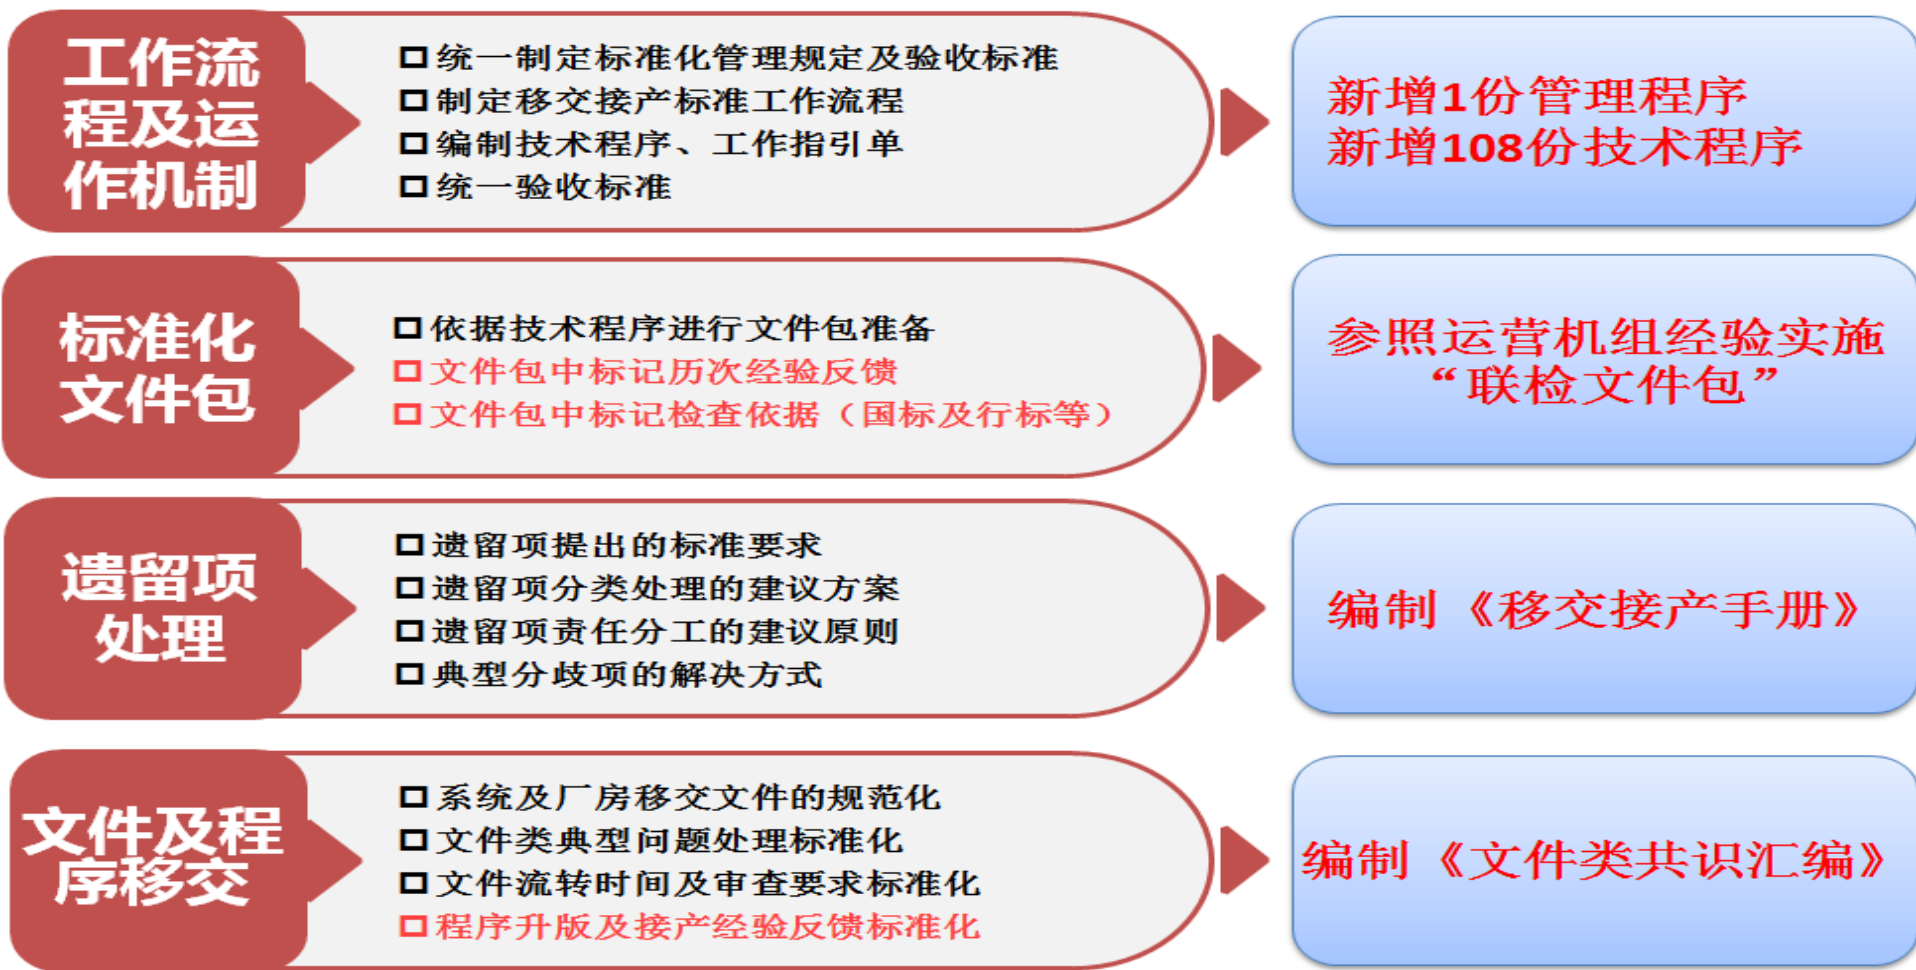 工作流
程及运
作机制
统一制定标准化管理规定及验收标准
制定移交接产标准工作流程
编制技术程序、工作指引单
统一验收标准
新增1份管理程序
新增108份技术程序
标准化
文件包
依据技术程序进行文件包准备
文件包中标记历次经验反馈
文件包中标记检查依据（国标及行标等）
参照运营机组经验实施
“联检文件包”
遗留项
处理
遗留项提出的标准要求
遗留项分类处理的建议方案
遗留项责任分工的建议原则
典型分歧项的解决方式
编制《移交接产手册》
文件及程
序移交
系统及厂房移交文件的规范化
文件类典型问题处理标准化
文件流转时间及审查要求标准化
程序升版及接产经验反馈标准化
编制《文件类共识汇编》